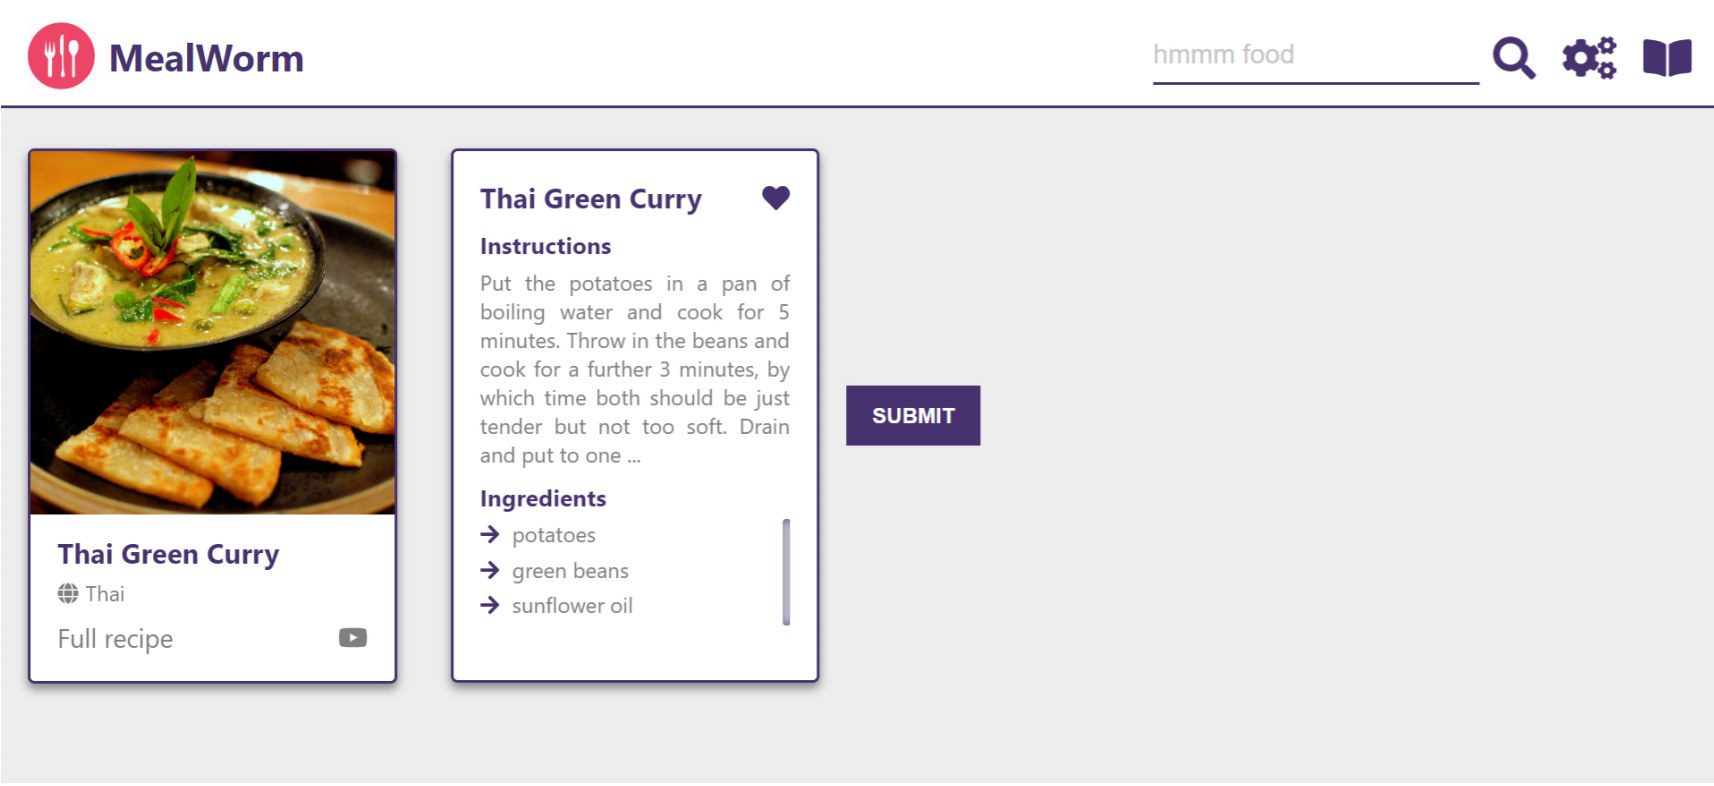 MealWorm
hmmm food
Thai Green Curry
Thai
Full recipe
Thai Green Curry
Instructions
Put the potatoes in a pan of
boiling water and cook for 5
minutes. Throw in the beans and
cook for a further 3 minutes, by
which time both should be just
tender but not too soft. Drain
and put to one ...
Ingredients
potatoes
green beans
sunflower oil
SUBMIT